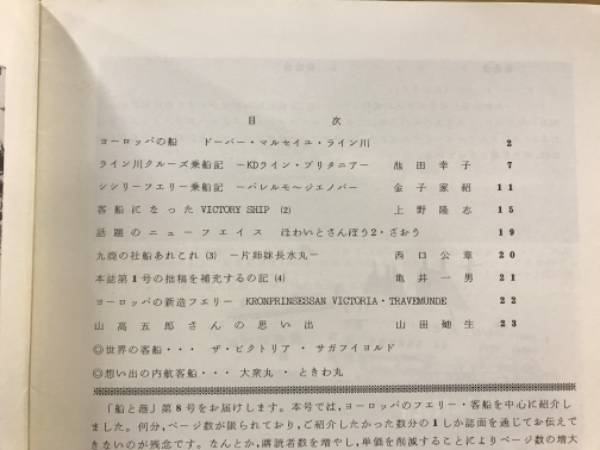 目 次
ヨーロッパの船 ドーバー・マルセイユ・ライン川 2
ライン川クルーズ乗船記 -KDライン・ブリタニア- 池田幸子 7
シシリーフエリー乗船記 -パレルモ〜ジエノバー 金子家紹 11
客船になったVICTORY SHIP (2) 上野隆志 15
話題のニューフエイス ほわいとさんぽう2・ざおう 19
九商の社船あれこれ (3) -片姉妹長水丸- 西口公章 20
本誌第1号の拙稿を補充するの記 (4) 亀井一男 21
ヨーロッパの新造フエリー KRONPRINSESSAN VICTORIA・TRAVEMUNDE 22
山高五郎さんの思い出 山田廸生 23
◎世界の客船・・・ ザ・ビクトリア ・ サガフイヨルド
◎想い出の内航客船・・・ 大衆丸 ・ ときわ丸
「船と港」第8号をお届けします。本号では,ヨーロッパのフエリー・客船を中心に紹介し
ました。何分,ページ数が限られており,ご紹介したかった数分の1しか誌面を通じてお伝えで
きないのが残念です。なんとか,購読者数を増やし,単価を削減することによりページ数の増大